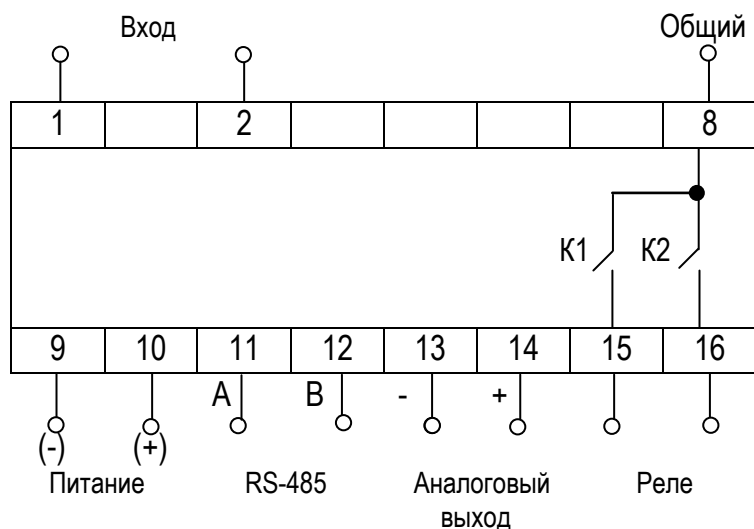 Вход Общий
1 2 8
К1 К2
9 10 11 12 13 14 15 16
А В - +
(-) (+)
Питание RS-485 Аналоговый Реле
выход